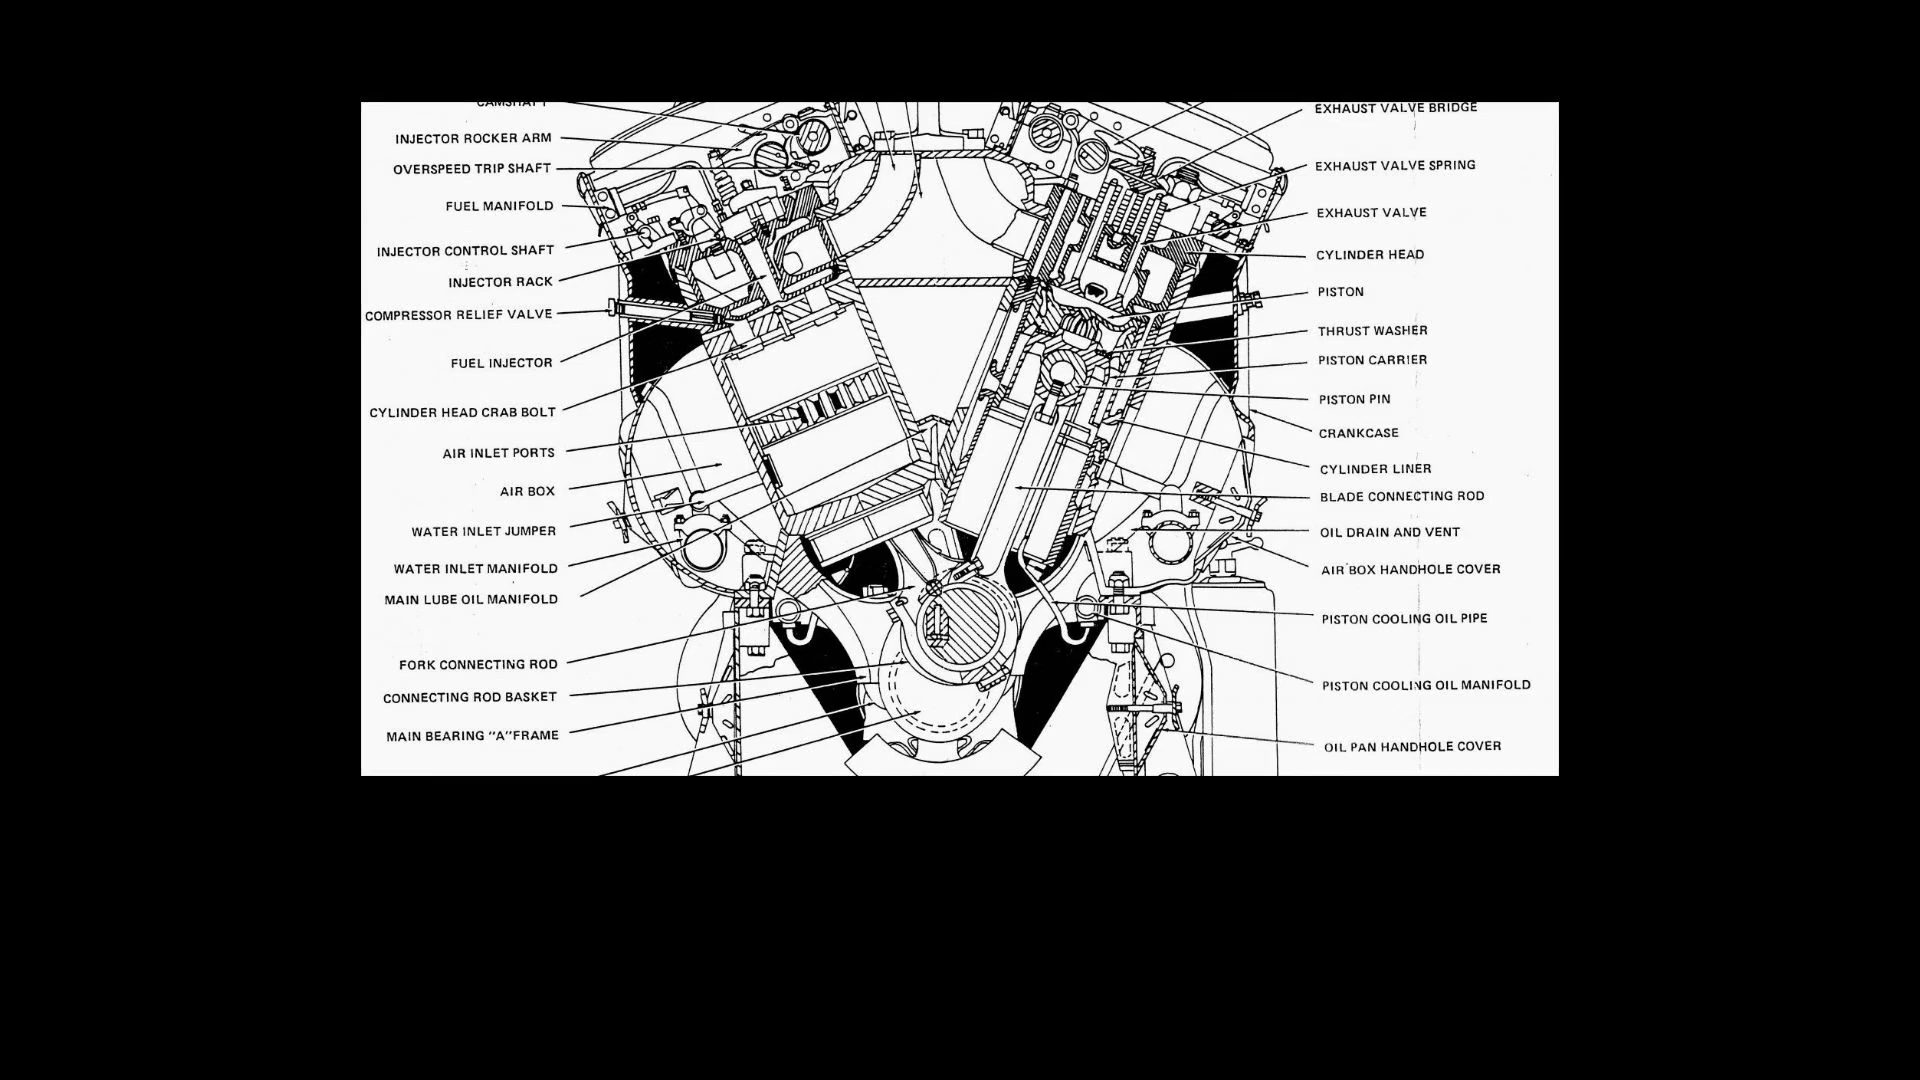 CAMSHAFT
INJECTOR ROCKER ARM
OVERSPEED TRIP SHAFT
FUEL MANIFOLD
INJECTOR CONTROL SHAFT
INJECTOR RACK
COMPRESSOR RELIEF VALVE
FUEL INJECTOR
CYLINDER HEAD CRAB BOLT
AIR INLET PORTS
AIR BOX
WATER INLET JUMPER
WATER INLET MANIFOLD
MAIN LUBE OIL MANIFOLD
FORK CONNECTING ROD
CONNECTING ROD BASKET
MAIN BEARING "A"FRAME
EXHAUST VALVE BRIDGE
EXHAUST VALVE SPRING
EXHAUST VALVE
CYLINDER HEAD
PISTON
THRUST WASHER
PISTON CARRIER
PISTON PIN
CRANKCASE
CYLINDER LINER
BLADE CONNECTING ROD
OIL DRAIN AND VENT
AIR BOX HANDHOLE COVER
PISTON COOLING OIL PIPE
PISTON COOLING OIL MANIFOLD
OIL PAN HANDHOLE COVER